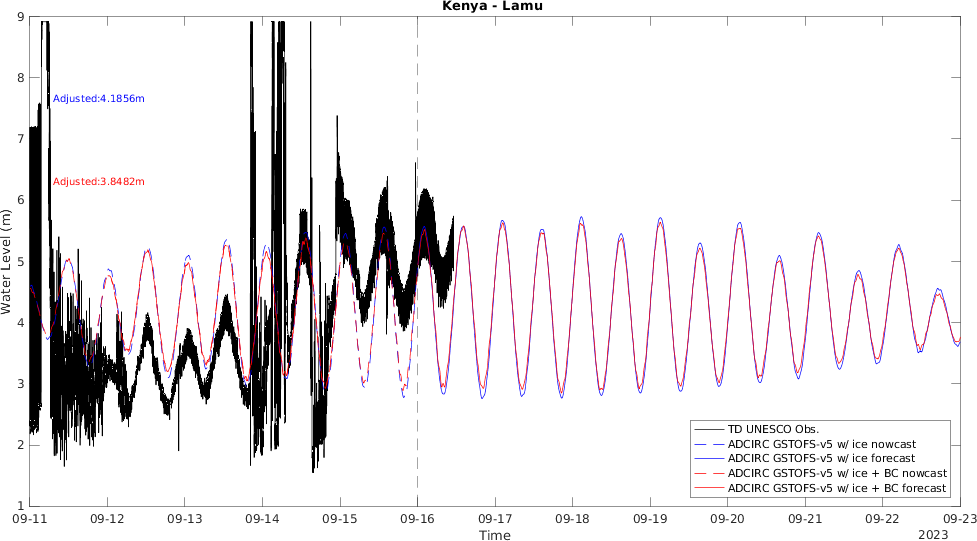 Kenya - Lamu
9
8
7
6
5
4
3
2
1
Water Level (m)
Adjusted:4.1856m
Adjusted:3.8482m
TD UNESCO Obs.
ADCIRC GSTOFS-v5 w/ ice nowcast
ADCIRC GSTOFS-v5 w/ ice forecast
ADCIRC GSTOFS-v5 w/ ice + BC nowcast
ADCIRC GSTOFS-v5 w/ ice + BC forecast
09-11 09-12 09-13 09-14 09-15 09-16 09-17 09-18 09-19 09-20 09-21 09-22 09-23
Time
2023